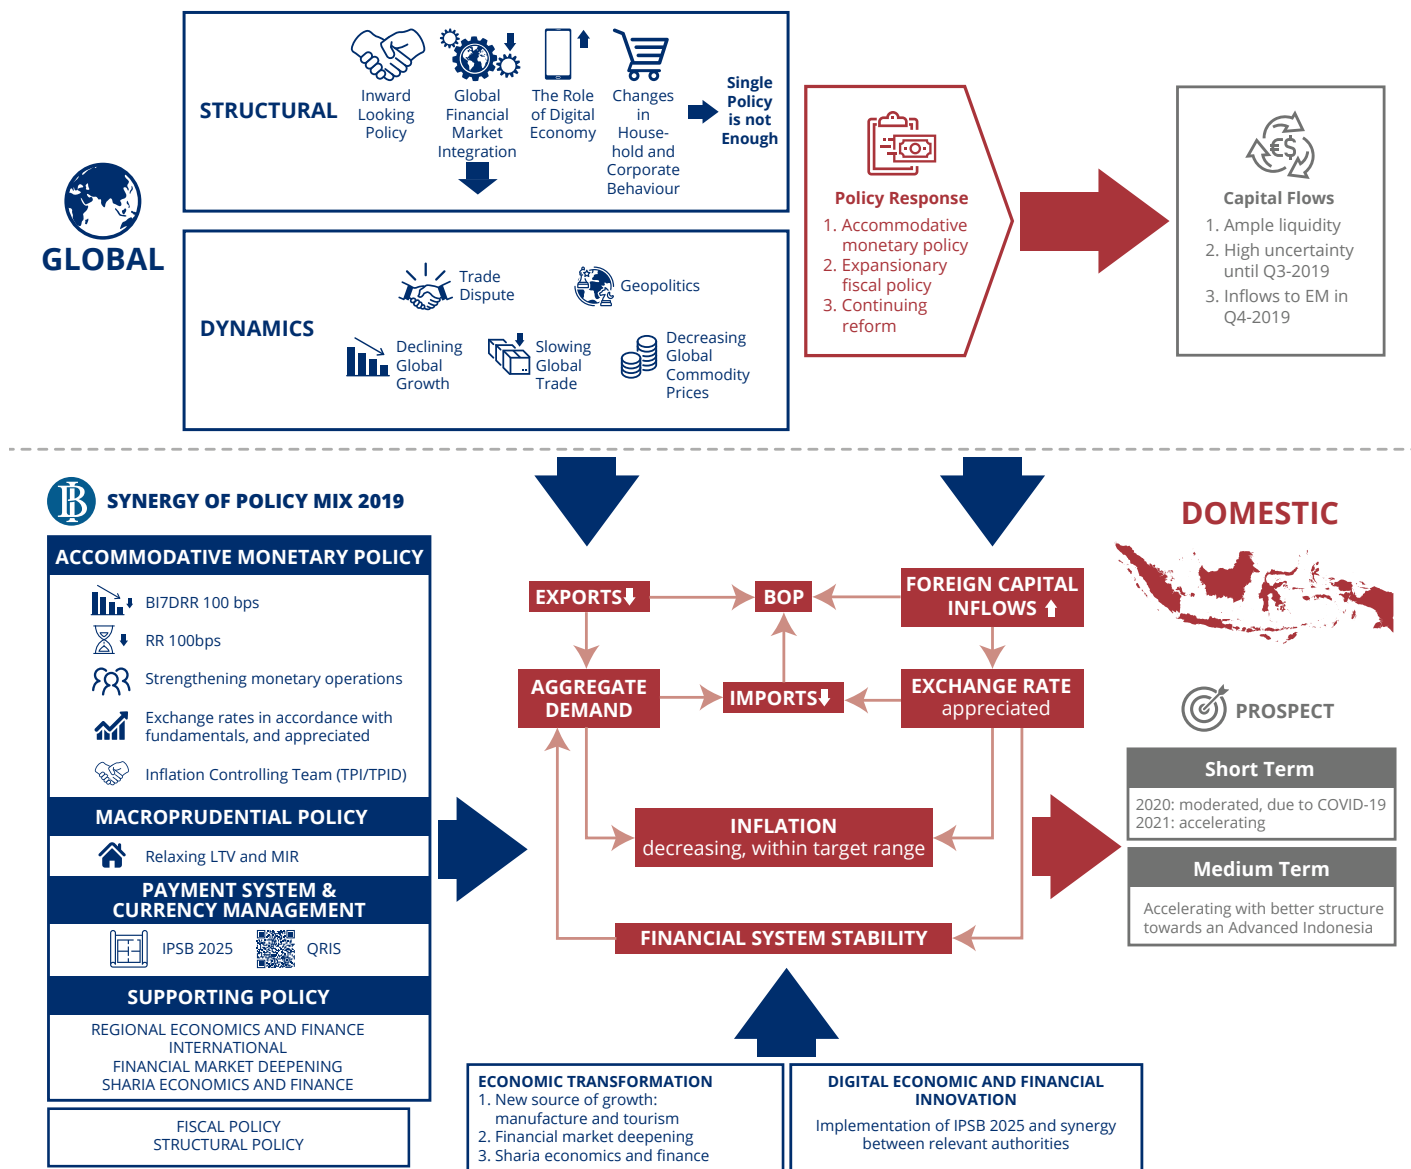 GLOBAL
STRUCTURAL
Inward
Looking
Policy
Global
Financial
Market
Integration
The Role
of Digital
Economy
Changes
in
House-
hold and
Corporate
Behaviour
Single
Policy
is not
Enough
DYNAMICS
Trade
Dispute
Geopolitics
Declining
Global
Growth
Slowing
Global
Trade
Decreasing
Global
Commodity
Prices
Policy Response
1. Accommodative
monetary policy
2. Expansionary
fiscal policy
3. Continuing
reform
€$
Capital Flows
1. Ample liquidity
2. High uncertainty
until Q3-2019
3. Inflows to EM in
Q4-2019
SYNERGY OF POLICY MIX 2019
ACCOMMODATIVE MONETARY POLICY
BI7DRR 100 bps
RR 100bps
Strengthening monetary operations
Exchange rates in accordance with
fundamentals, and appreciated
Inflation Controlling Team (TPI/TPID)
MACROPRUDENTIAL POLICY
Relaxing LTV and MIR
PAYMENT SYSTEM &
CURRENCY MANAGEMENT
IPSB 2025
QRIS
SUPPORTING POLICY
REGIONAL ECONOMICS AND FINANCE
INTERNATIONAL
FINANCIAL MARKET DEEPENING
SHARIA ECONOMICS AND FINANCE
FISCAL POLICY
STRUCTURAL POLICY
EXPORTS
BOP
FOREIGN CAPITAL
INFLOWS
AGGREGATE
DEMAND
IMPORTS
EXCHANGE RATE
appreciated
INFLATION
decreasing, within target range
FINANCIAL SYSTEM STABILITY
ECONOMIC TRANSFORMATION
1. New source of growth:
manufacture and tourism
2. Financial market deepening
3. Sharia economics and finance
DIGITAL ECONOMIC AND FINANCIAL
INNOVATION
Implementation of IPSB 2025 and synergy
between relevant authorities
DOMESTIC
PROSPECT
Short Term
2020: moderated, due to COVID-19
2021: accelerating
Medium Term
Accelerating with better structure
towards an Advanced Indonesia